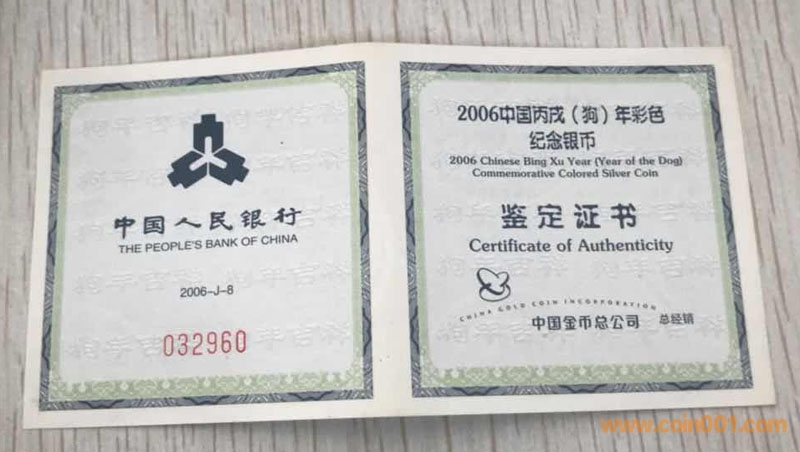 中国人民银行
THE PEOPLE'S BANK OF CHINA
2006-J-8
032960
2006中国丙戌（狗）年彩色
纪念银币
2006 Chinese Bing Xu Year (Year of the Dog)
Commemorative Colored Silver Coin
鉴定证书
Certificate of Authenticity
CHINA GOLD COIN INCORPORATION
中国金币总公司 总经销
www.coin001.com